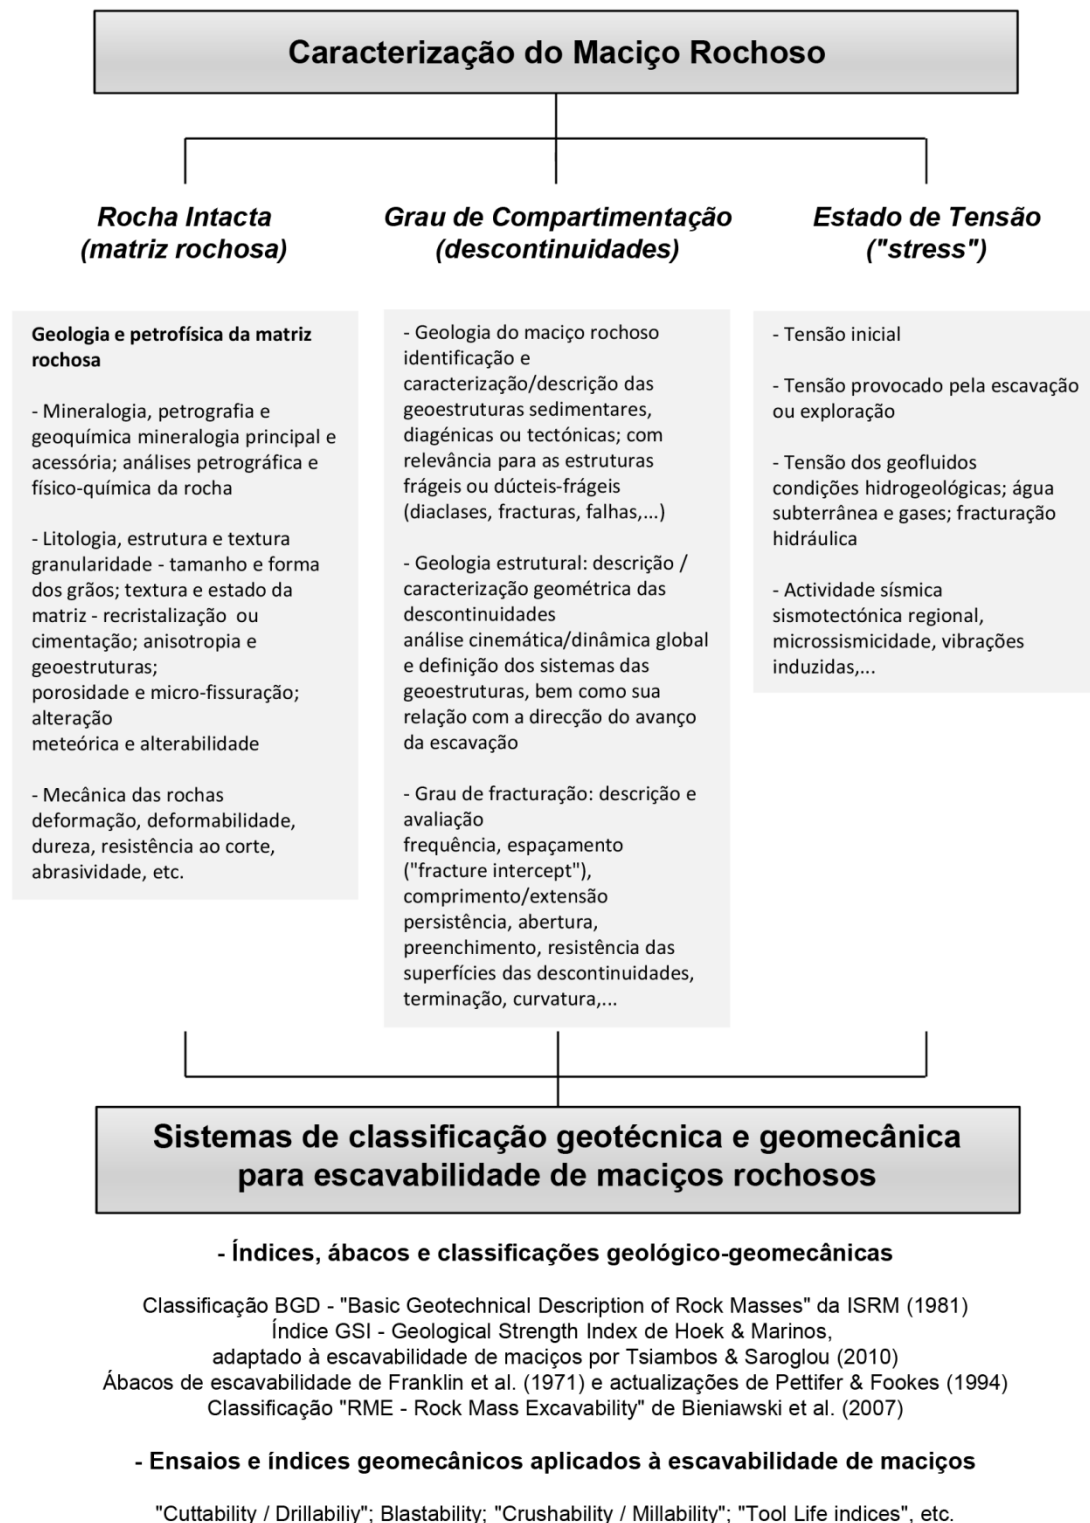 Caracterização do Maciço Rochoso
Rocha Intacta
(matriz rochosa)
Grau de Compartimentação
(descontinuidades)
Estado de Tensão
("stress")
Geologia e petrofísica da matriz
rochosa
- Mineralogia, petrografia e
geoquímica mineralogia principal e
acessória; análises petrográfica e
físico-química da rocha
- Litologia, estrutura e textura
granularidade - tamanho e forma
dos grãos; textura e estado da
matriz - recristalização ou
cimentação; anisotropia e
geoestruturas;
porosidade e micro-fissuração;
alteração
meteórica e alterabilidade
- Mecânica das rochas
deformação, deformabilidade,
dureza, resistência ao corte,
abrasividade, etc.
- Geologia do maciço rochoso
identificação e
caracterização/descrição das
geoestruturas sedimentares,
diagénicas ou tectónicas; com
relevância para as estruturas
frágeis ou dúcteis-frágeis
(diaclases, fracturas, falhas,...)
- Geologia estrutural: descrição /
caracterização geométrica das
descontinuidades
análise cinemática/dinâmica global
e definição dos sistemas das
geoestruturas, bem como sua
relação com a direcção do avanço
da escavação
- Grau de fracturação: descrição e
avaliação
frequência, espaçamento
("fracture intercept"),
comprimento/extensão
persistência, abertura,
preenchimento, resistência das
superfícies das descontinuidades,
terminação, curvatura,...
- Tensão inicial
- Tensão provocado pela escavação
ou exploração
- Tensão dos geofluidos
condições hidrogeológicas; água
subterrânea e gases; fracturação
hidráulica
- Actividade sísmica
sismotectónica regional,
microssismicidade, vibrações
induzidas,...
Sistemas de classificação geotécnica e geomecânica
para escavabilidade de maciços rochosos
- Índices, ábacos e classificações geológico-geomecânicas
Classificação BGD - "Basic Geotechnical Description of Rock Masses" da ISRM (1981)
Índice GSI - Geological Strength Index de Hoek & Marinos,
adaptado à escavabilidade de maciços por Tsiambos & Saroglou (2010)
Ábacos de escavabilidade de Franklin et al. (1971) e actualizações de Pettifer & Fookes (1994)
Classificação "RME - Rock Mass Excavability" de Bieniawski et al. (2007)
- Ensaios e índices geomecânicos aplicados à escavabilidade de maciços
"Cuttability / Drillabiliy"; Blastability; "Crushability / Millability"; "Tool Life indices", etc.